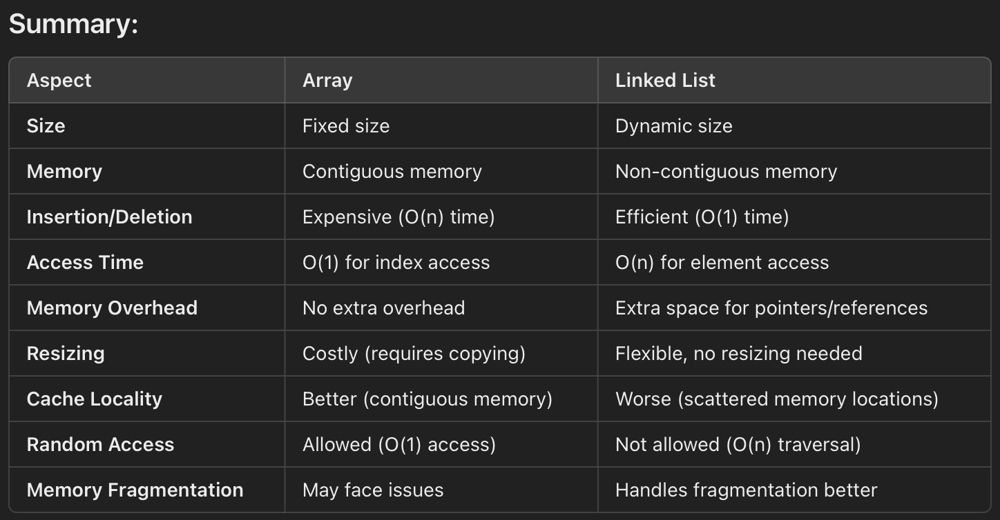 Summary:
Aspect Array Linked List
Size Fixed size Dynamic size
Memory Contiguous memory Non-contiguous memory
Insertion/Deletion Expensive (O(n) time) Efficient (O(1) time)
Access Time O(1) for index access O(n) for element access
Memory Overhead No extra overhead Extra space for pointers/references
Resizing Costly (requires copying) Flexible, no resizing needed
Cache Locality Better (contiguous memory) Worse (scattered memory locations)
Random Access Allowed (O(1) access) Not allowed (O(n) traversal)
Memory Fragmentation May face issues Handles fragmentation better